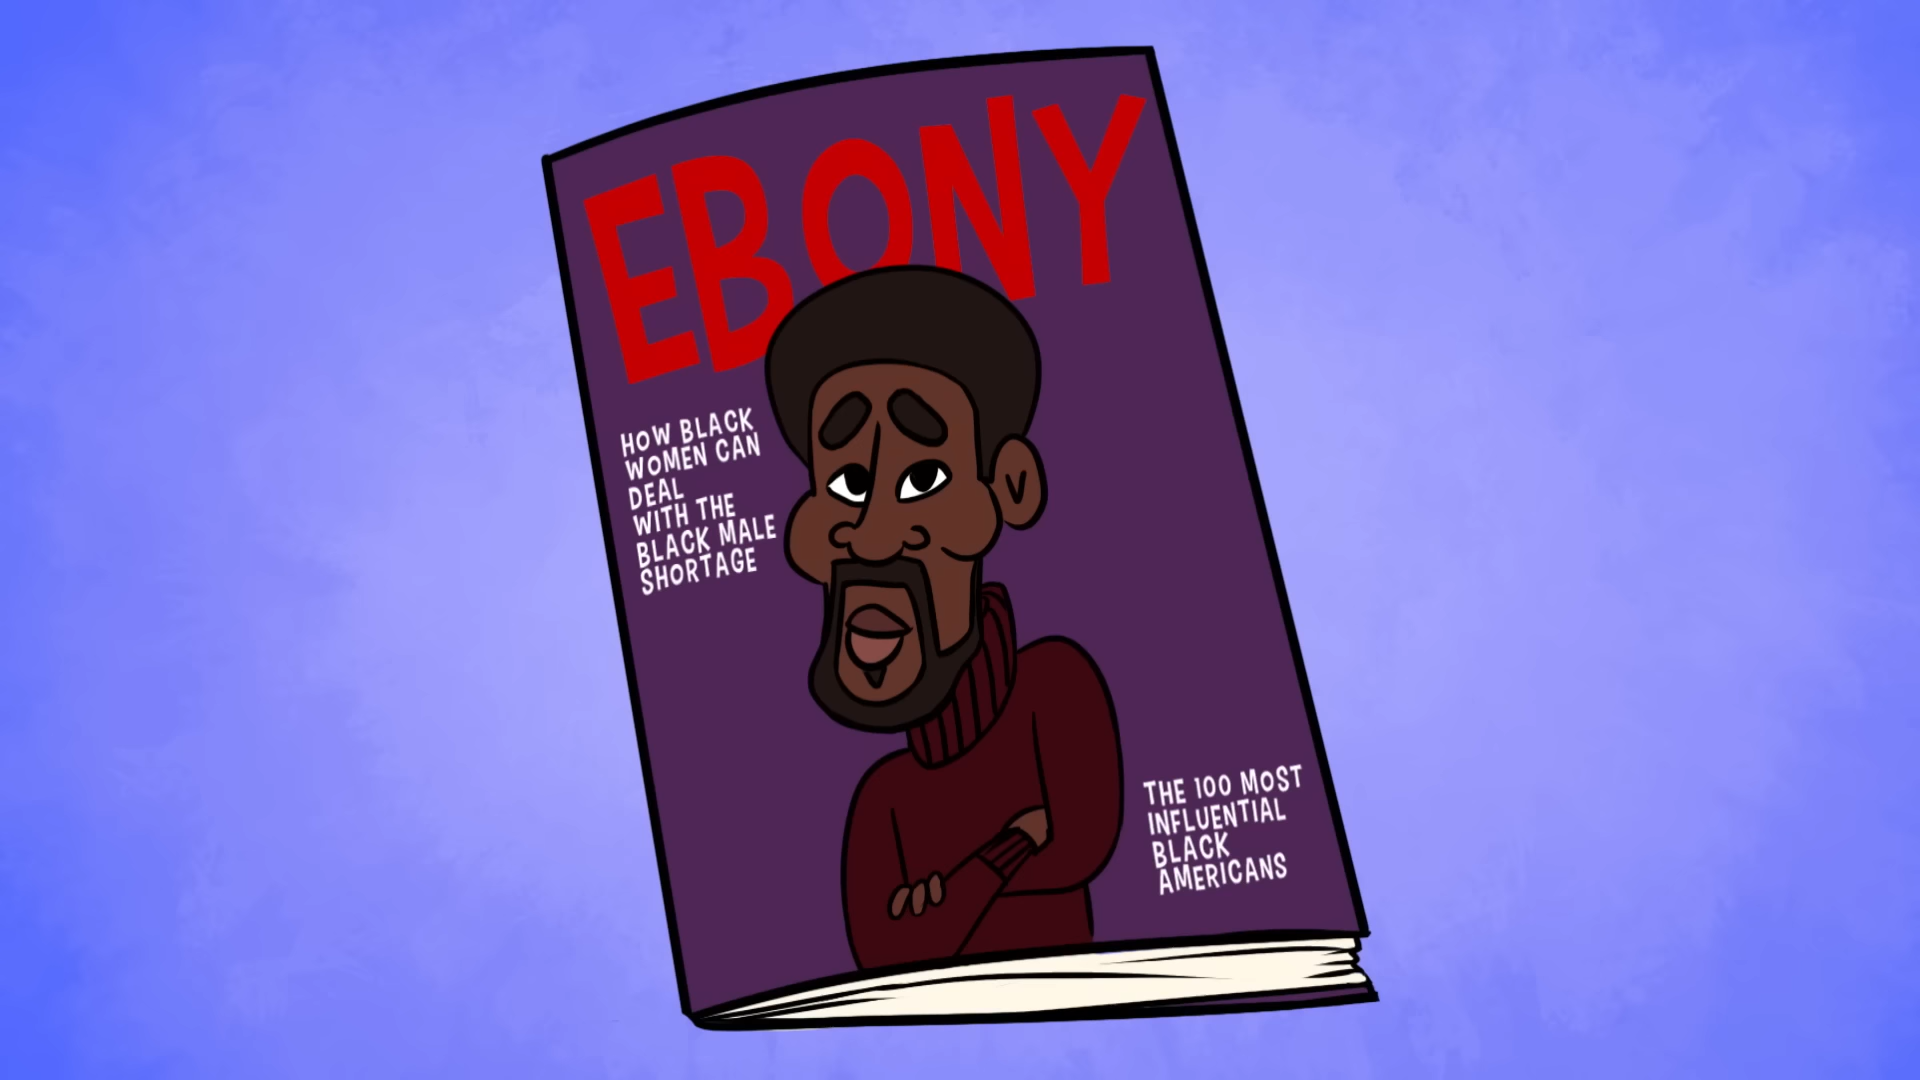 EBONY
HOW BLACK
WOMEN CAN
DEAL
WITH THE
BLACK MALE
SHORTAGE
THE 100 MOST
INFLUENTIAL
BLACK
AMERICANS